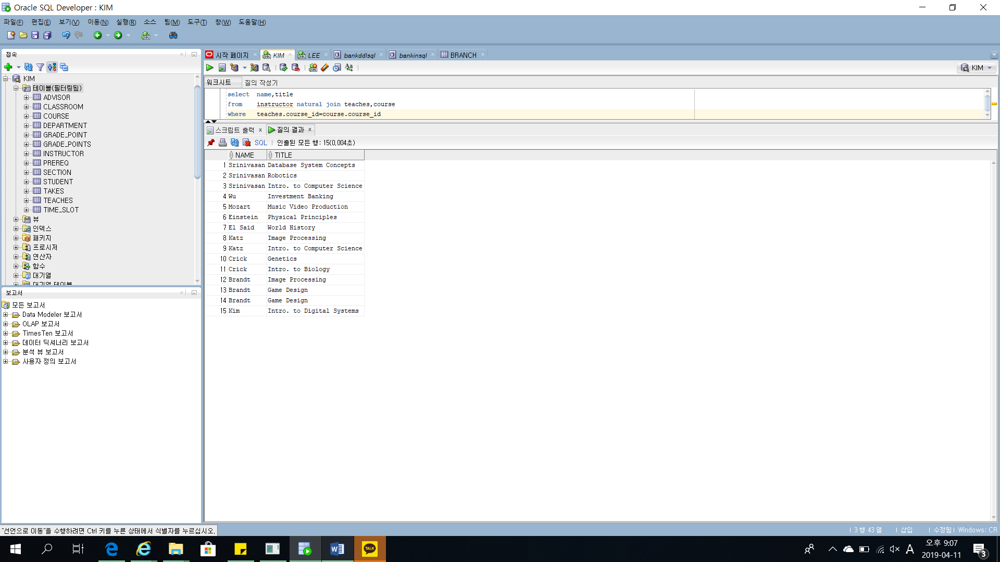 Oracle SQL Developer : KIM
파일(F) 편집(E) 보기(V) 이동(N) 실행(R) 소스 팀(M) 도구(T) 창(W) 도움말(H)
접속
KIM
테이블(필터링됨)
ADVISOR
CLASSROOM
COURSE
DEPARTMENT
GRADE_POINT
GRADE_POINTS
INSTRUCTOR
PREREQ
SECTION
STUDENT
TAKES
TEACHES
TIME_SLOT
뷰
인덱스
패키지
프로시저
연산자
함수
대기열
대기열 테이블
보고서
모든 보고서
Data Modeler 보고서
OLAP 보고서
TimesTen 보고서
데이터 딕셔너리 보고서
분석 뷰 보고서
사용자 정의 보고서
시작 페이지 KIM LEE bankddlsql bankinsql BRANCH
SQL Aa KIM
워크시트 질의 작성기
select name,title
from instructor natural join teaches,course
where teaches.course_id=course.course_id
스크립트 출력 질의 결과
SQL 인출된 모든 행: 15(0,004초)
NAME TITLE
1 Srinivasan Database System Concepts
2 Srinivasan Robotics
3 Srinivasan Intro. to Computer Science
4 Wu Investment Banking
5 Mozart Music Video Production
6 Einstein Physical Principles
7 El Said World History
8 Katz Image Processing
9 Katz Intro. to Computer Science
10 Crick Genetics
11 Crick Intro. to Biology
12 Brandt Image Processing
13 Brandt Game Design
14 Brandt Game Design
15 Kim Intro. to Digital Systems
"선언으로 이동"을 수행하려면 Ctrl 키를 누른 상태에서 식별자를 누르십시오.
3 행 43 열 삽입 수정됨 Windows: CR
TALK
A
오후 9:07
2019-04-11
3